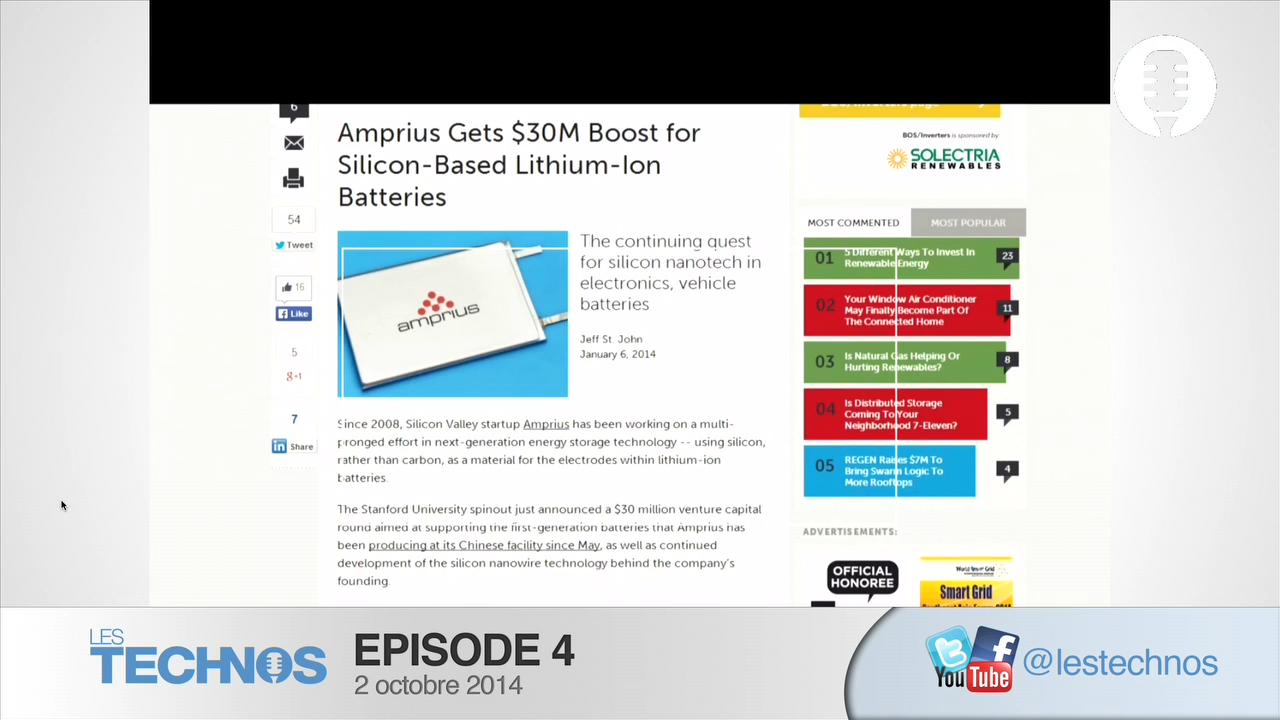 6
Amprius Gets $30M Boost for
Silicon-Based Lithium-Ion
Batteries
54
Tweet
16
Like
5
g+1
7
in Share
amprius
The continuing quest
for silicon nanotech in
electronics, vehicle
batteries
Jeff St. John
January 6, 2014
Since 2008, Silicon Valley startup Amprius has been working on a multi-
pronged effort in next-generation energy storage technology -- using silicon,
rather than carbon, as a material for the electrodes within lithium-ion
batteries.
The Stanford University spinout just announced a $30 million venture capital
round aimed at supporting the first-generation batteries that Amprius has
been producing at its Chinese facility since May, as well as continued
development of the silicon nanowire technology behind the company's
founding.
BOS/Inverters is sponsored by
SOLECTRIA
RENEWABLES
MOST COMMENTED
MOST POPULAR
01 5 Different Ways To Invest In 23
Renewable Energy
02 Your Window Air Conditioner 11
May Finally Become Part Of
The Connected Home
03 Is Natural Gas Helping Or 8
Hurting Renewables?
04 Is Distributed Storage 5
Coming To Your
Neighborhood 7-Eleven?
05 REGEN Raises $7M To 4
Bring Swarm Logic To
More Rooftops
ADVERTISEMENTS:
OFFICIAL
HONOREE
Smart Grid
LES
TECHNOS
EPISODE 4
2 octobre 2014
YouTube
@lestechnos